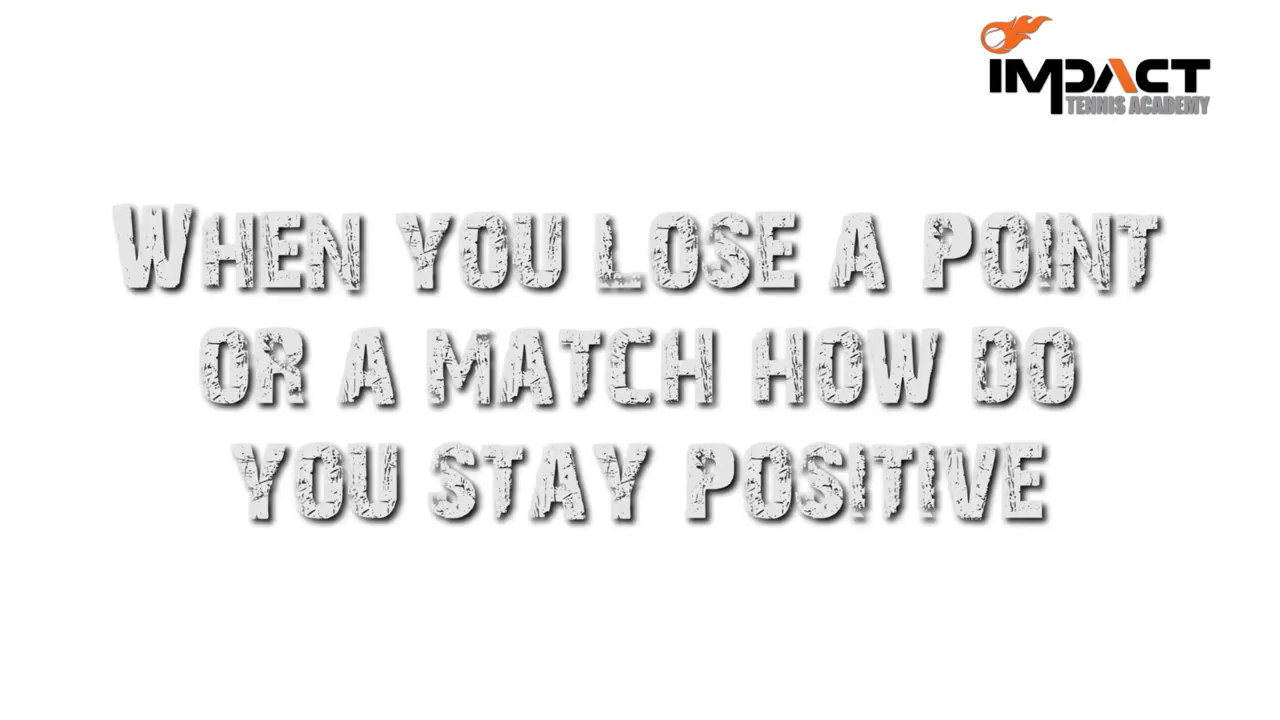 IMPACT
TENNIS ACADEMY
WHEN YOU LOSE A POINT
OR A MATCH HOW DO
YOU STAY POSITIVE